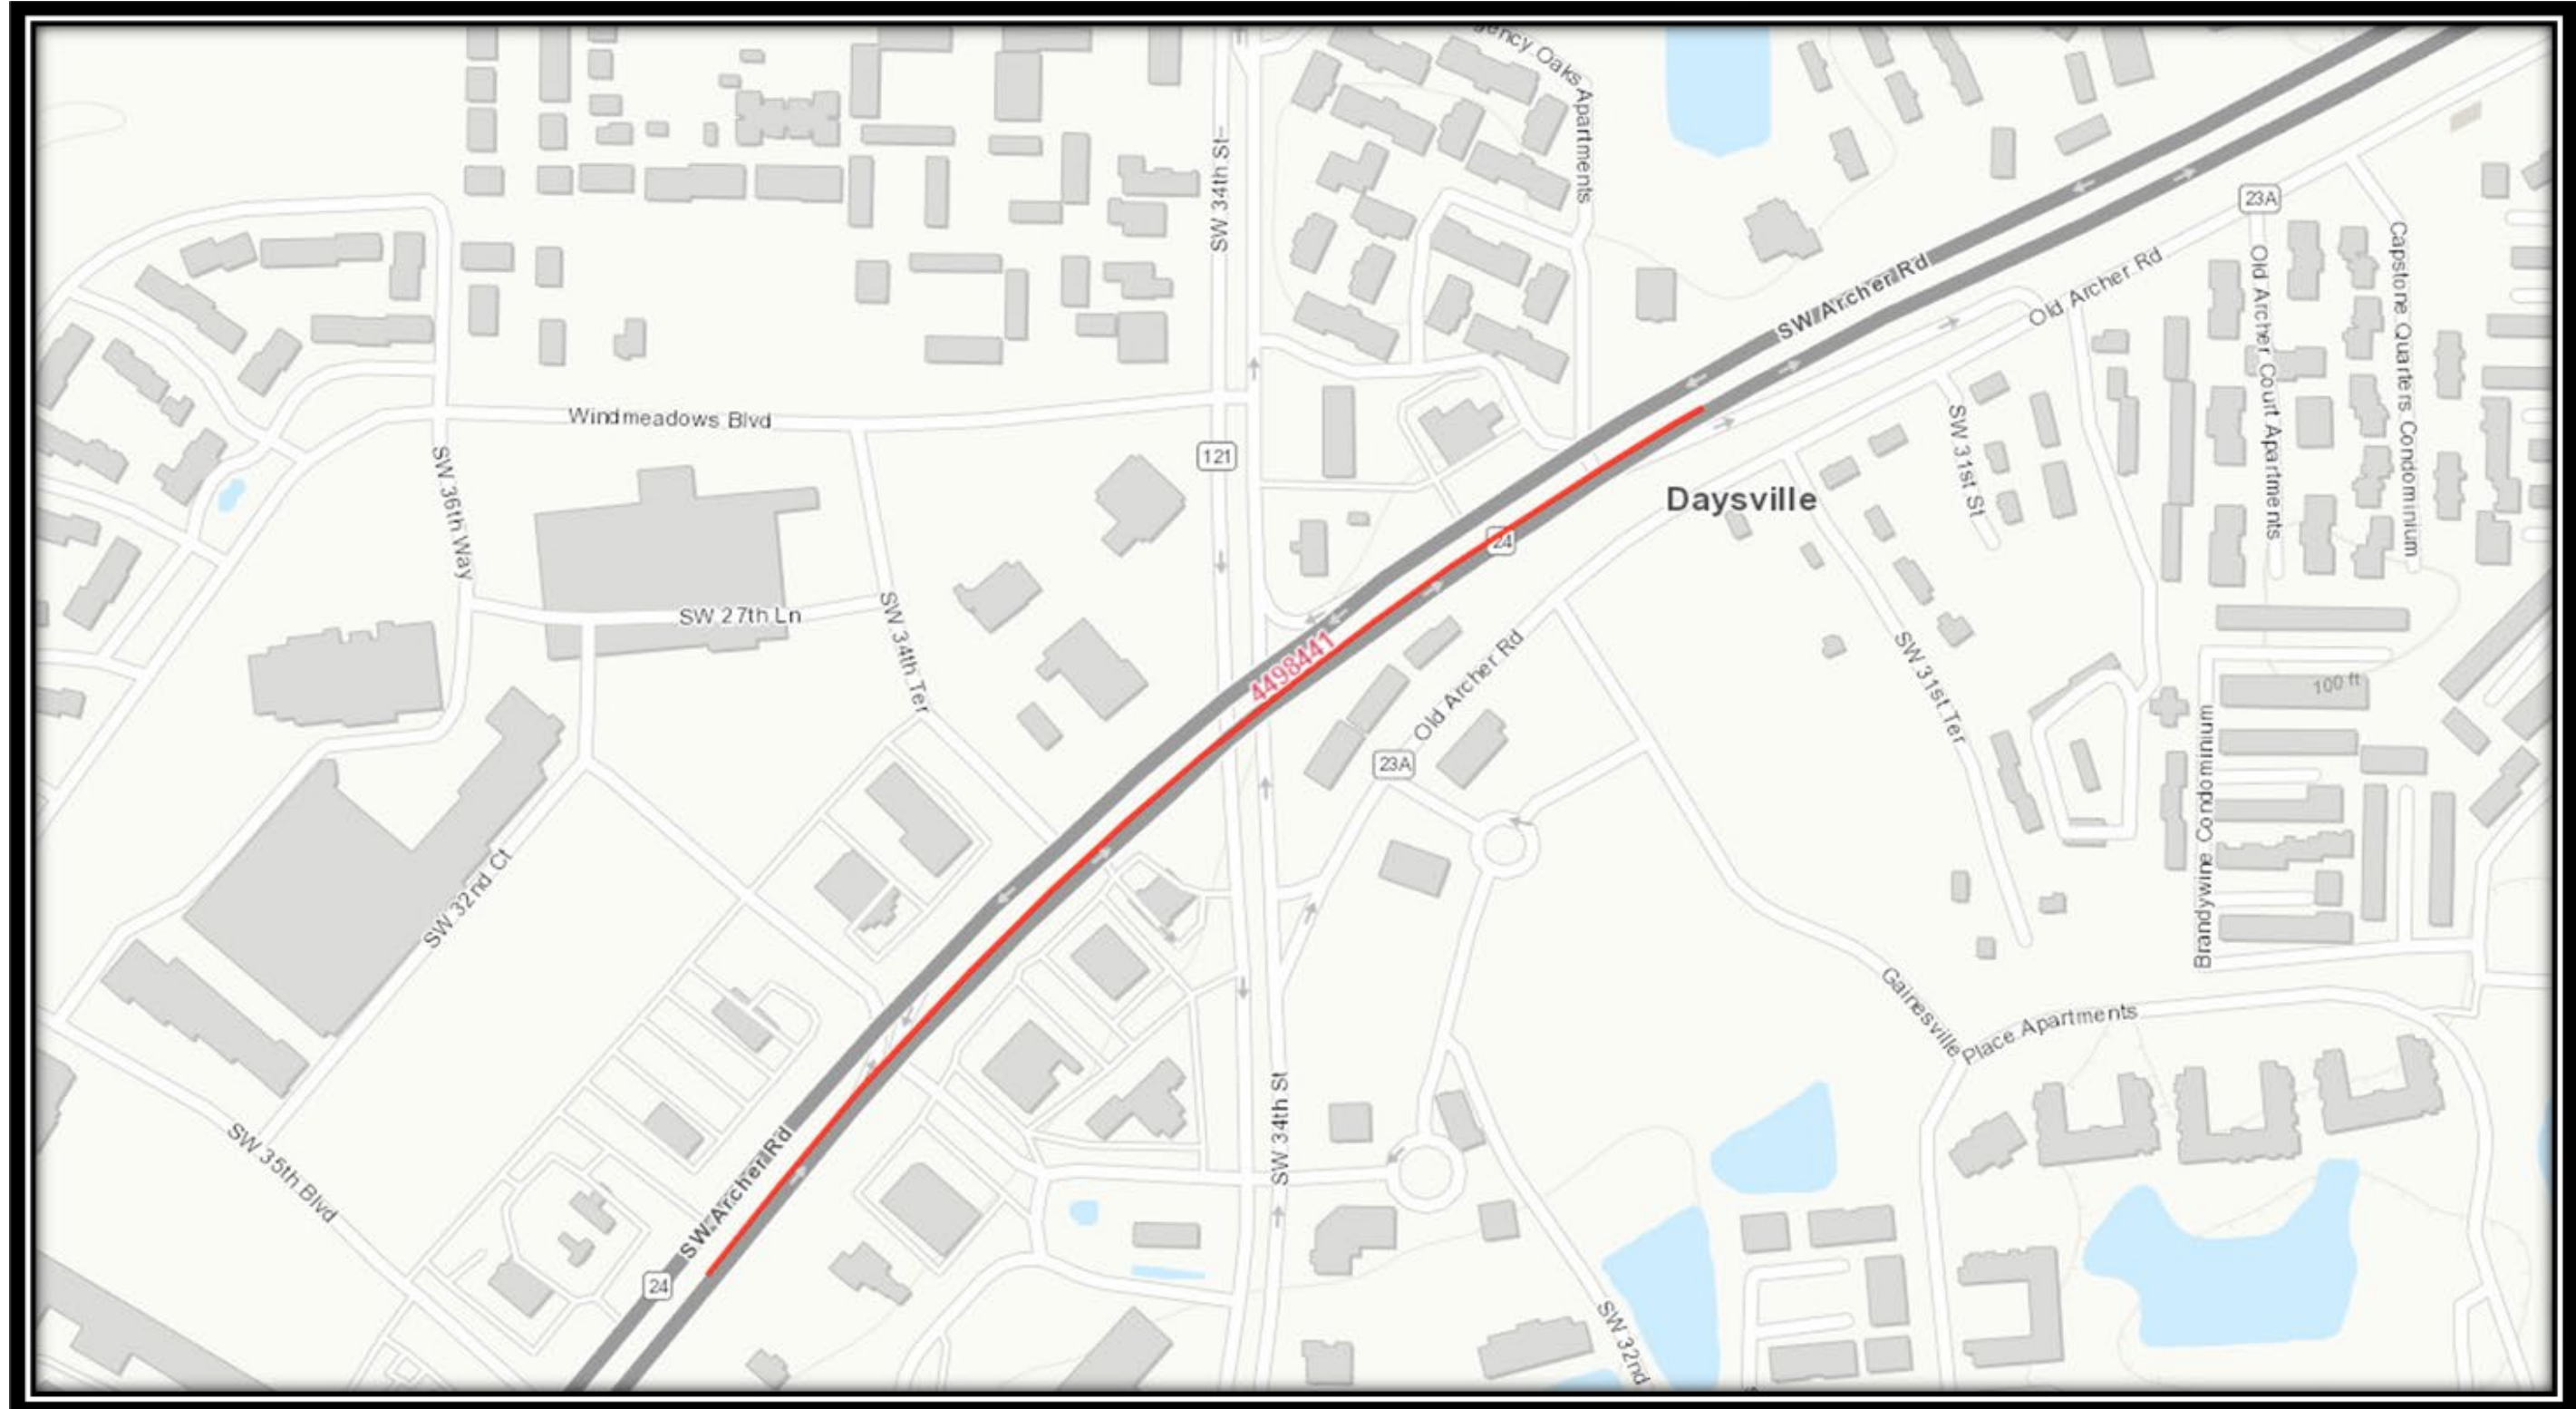 gency Oaks Apartments
SW 34th St
23A
SW Archer Rd
Old Archer Rd
Old Archer Court Apartments
Capstone Quarters Condominium
Windmeadows Blvd
121
SW 36th Way
SW 31st St
Daysville
24
SW 27th Ln
SW 34th Ter
4498441
Old Archer Rd
SW 31st Ter
100 ft
23A
Brandywine Condominium
SW 32nd Ct
Gainesville Place Apartments
SW 35th Blvd
SW Archer Rd
SW 34th St
24
SW 32nd